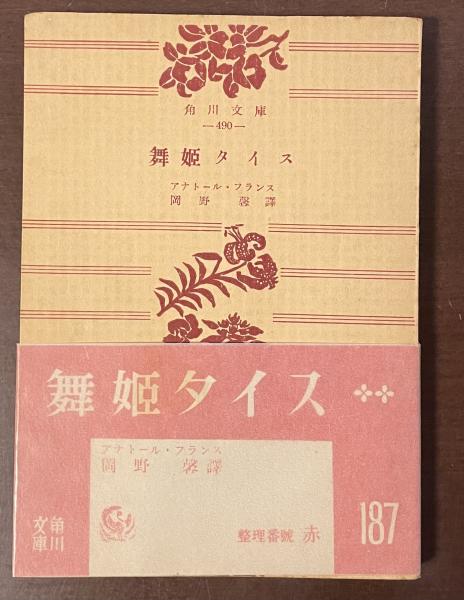 角川文庫
—490—
舞姫タイス
アナトール・フランス
岡野馨譯
舞姫タイス
アナトール・フランス
岡野馨譯
角川文庫
整理番號 赤
187